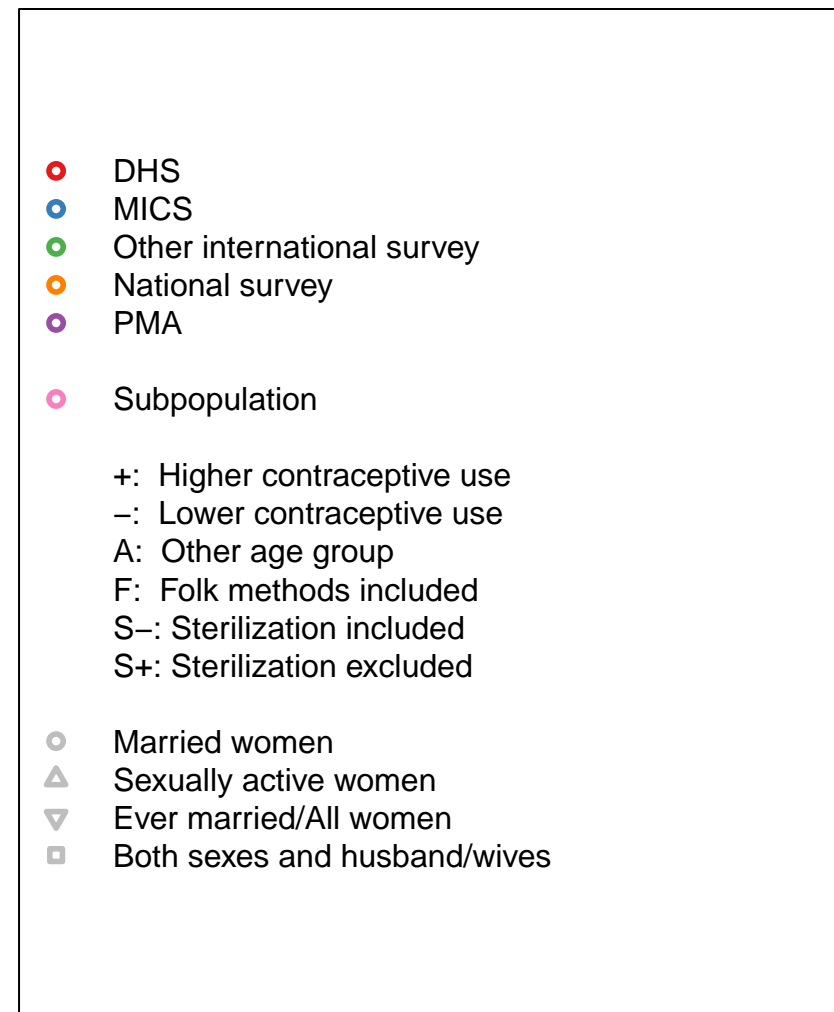 DHS
MICS
Other international survey
National survey
PMA
Subpopulation
+:  Higher contraceptive use
−:  Lower contraceptive use
A:  Other age group
F:  Folk methods included
S−: Sterilization included
S+: Sterilization excluded
Married women
Sexually active women
Ever married/All women
Both sexes and husband/wives